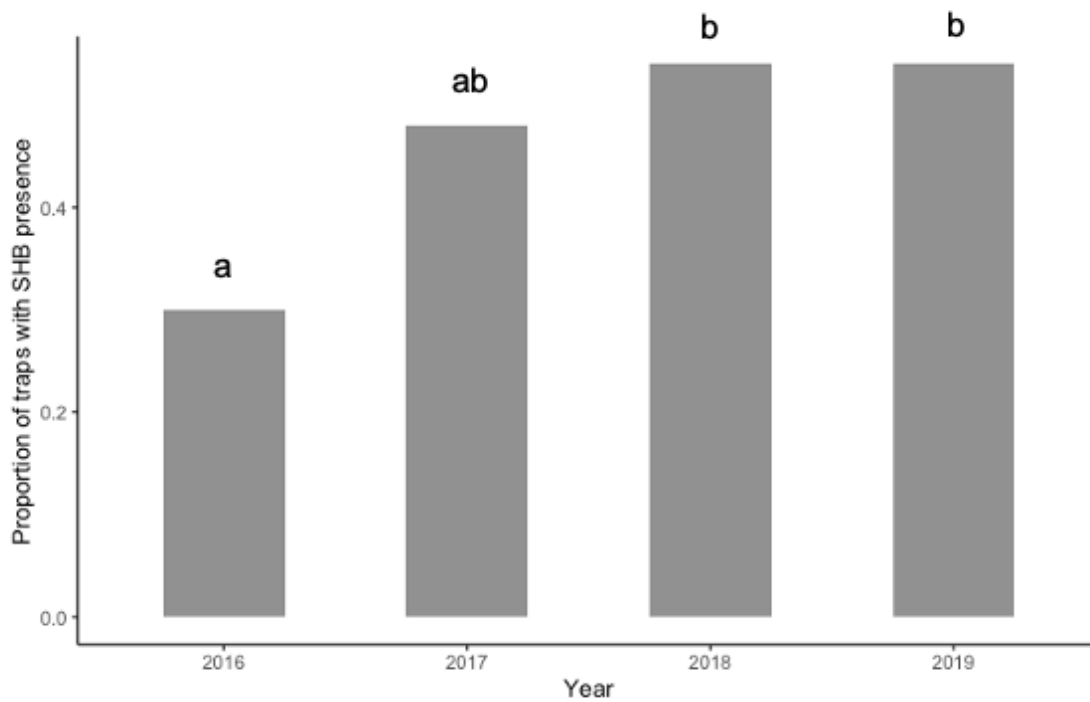 b
b
ab
a
Proportion of traps with SHB presence
0.4
0.2
0.0
2016
2017
2018
2019
Year